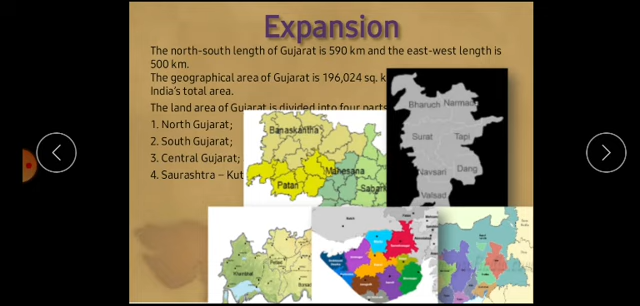 Expansion
The north-south length of Gujarat is 590 km and the east-west length is
500 km.
The geographical area of Gujarat is 196,024 sq. k
India's total area.
The land area of Gujarat is divided into four parts
1. North Gujarat;
2. South Gujarat;
3. Central Gujarat;
4. Saurashtra – Kut
Banaskantha
Patan
Mahesana
Sabark
Bharuch
Narmad
Surat
Tapi
Navsari
Dang
Valsad